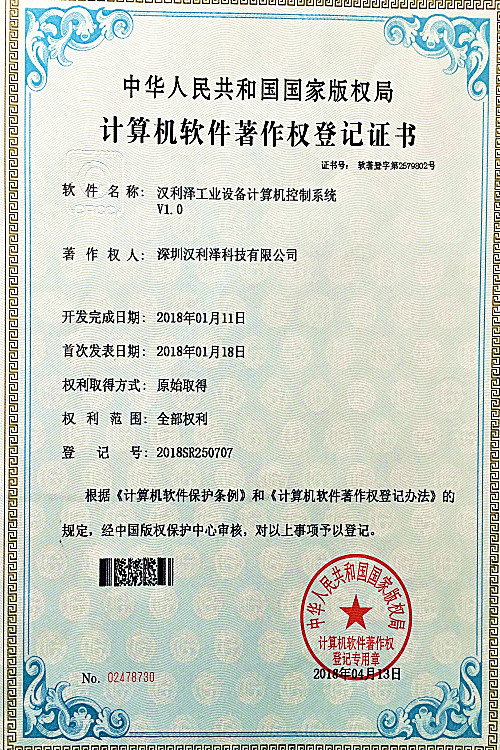 中华人民共和国国家版权局
计算机软件著作权登记证书
证书号： 软著登字第2579802号
软件名称： 汉利泽工业设备计算机控制系统
V1.0
著作权人： 深圳汉利泽科技有限公司
开发完成日期： 2018年01月11日
首次发表日期： 2018年01月18日
权利取得方式： 原始取得
权利范围： 全部权利
登记号： 2018SR250707
根据《计算机软件保护条例》和《计算机软件著作权登记办法》的
规定，经中国版权保护中心审核，对以上事项予以登记。
中华人民共和国国家版权局
计算机软件著作权
登记专用章
No. 02478730
2018年04月13日